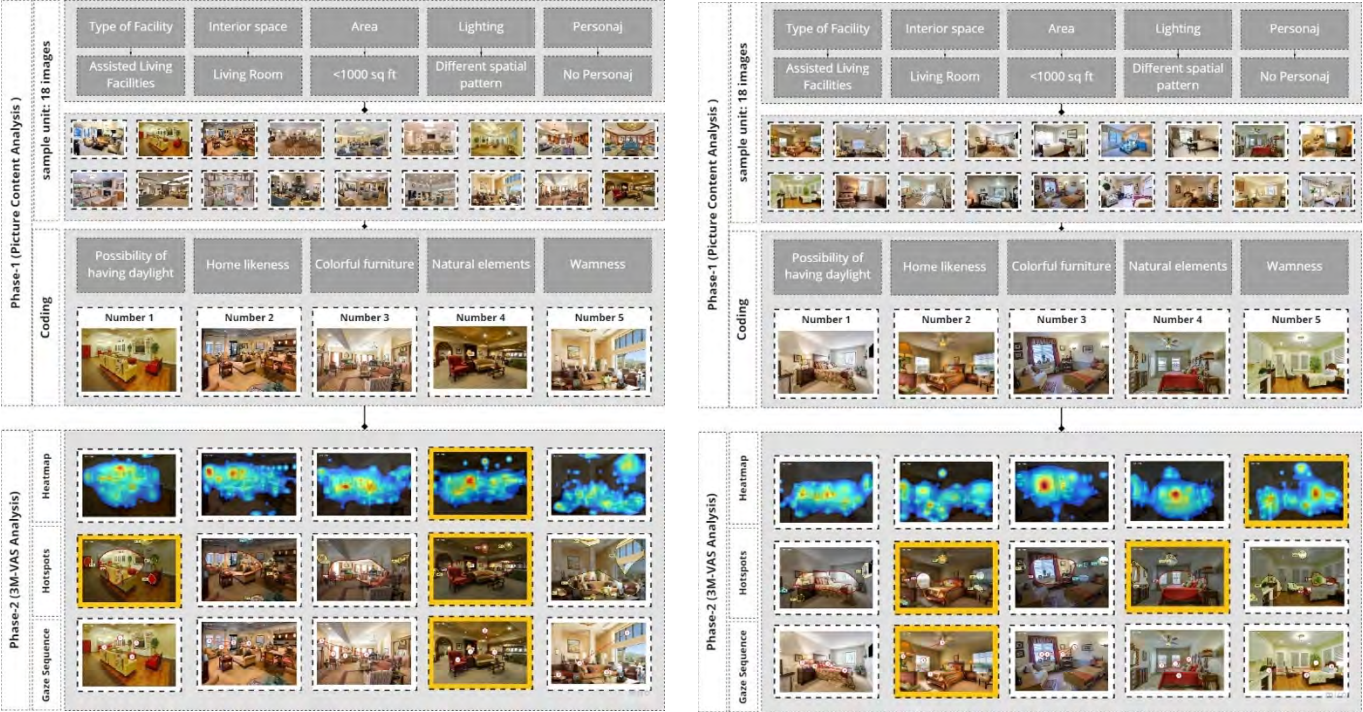 Phase-1 (Picture Content Analysis )
sample unit: 18 images
Type of Facility
Interior space
Area
Lighting
Personaj
Assisted Living
Facilities
Living Room
<1000 sq ft
Different spatial
pattern
No Personaj
Coding
Possibility of
having daylight
Home likeness
Colorful furniture
Natural elements
Wamness
Number 1
Number 2
Number 3
Number 4
Number 5
Phase-2 (3M-VAS Analysis)
Heatmap
Hotspots
Gaze Sequence
Phase-1 (Picture Content Analysis )
sample unit: 18 images
Type of Facility
Interior space
Area
Lighting
Personaj
Assisted Living
Facilities
Living Room
<1000 sq ft
Different spatial
pattern
No Personaj
Coding
Possibility of
having daylight
Home likeness
Colorful furniture
Natural elements
Wamness
Number 1
Number 2
Number 3
Number 4
Number 5
Phase-2 (3M-VAS Analysis)
Heatmap
Hotspots
Gaze Sequence